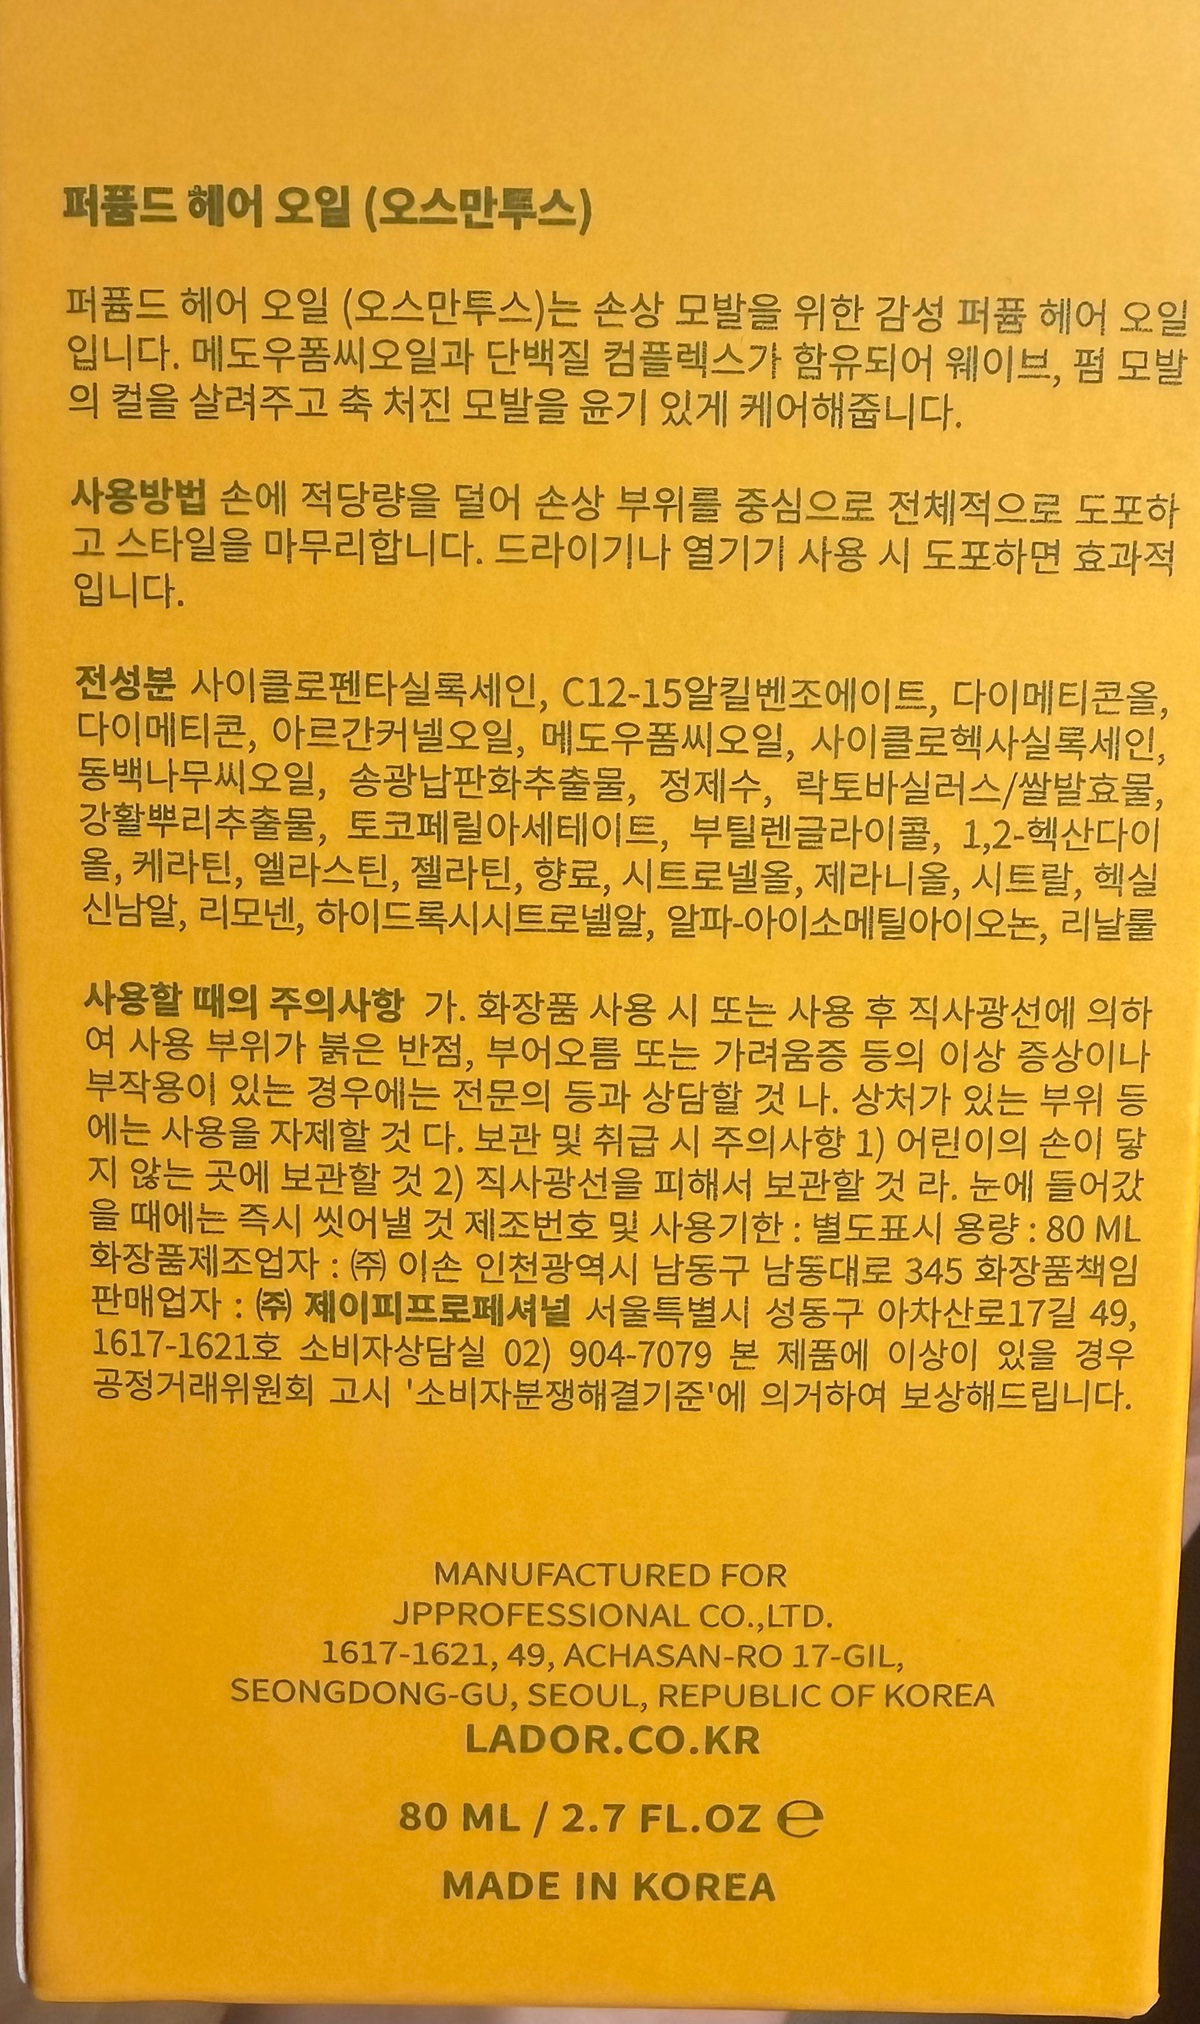 퍼퓸드 헤어 오일 (오스만투스)
퍼퓸드 헤어 오일 (오스만투스)는 손상 모발을 위한 감성 퍼퓸 헤어 오일
입니다. 메도우폼씨오일과 단백질 컴플렉스가 함유되어 웨이브, 펌 모발
의 컬을 살려주고 축 처진 모발을 윤기 있게 케어해줍니다.
사용방법 손에 적당량을 덜어 손상 부위를 중심으로 전체적으로 도포하
고 스타일을 마무리합니다. 드라이기나 열기기 사용 시 도포하면 효과적
입니다.
전성분 사이클로펜타실록세인, C12-15알킬벤조에이트, 다이메티콘올,
다이메티콘, 아르간커넬오일, 메도우폼씨오일, 사이클로헥사실록세인,
동백나무씨오일, 송광납판화추출물, 정제수, 락토바실러스/쌀발효물,
강활뿌리추출물, 토코페릴아세테이트, 부틸렌글라이콜, 1,2-헥산다이
올, 케라틴, 엘라스틴, 젤라틴, 향료, 시트로넬올, 제라니올, 시트랄, 헥실
신남알, 리모넨, 하이드록시시트로넬알, 알파-아이소메틸아이오논, 리날룰
사용할 때의 주의사항 가. 화장품 사용 시 또는 사용 후 직사광선에 의하
여 사용 부위가 붉은 반점, 부어오름 또는 가려움증 등의 이상 증상이나
부작용이 있는 경우에는 전문의 등과 상담할 것 나. 상처가 있는 부위 등
에는 사용을 자제할 것 다. 보관 및 취급 시 주의사항 1) 어린이의 손이 닿
지 않는 곳에 보관할 것 2) 직사광선을 피해서 보관할 것 라. 눈에 들어갔
을 때에는 즉시 씻어낼 것 제조번호 및 사용기한 : 별도표시 용량 : 80 ML
화장품제조업자 : ㈜ 이손 인천광역시 남동구 남동대로 345 화장품책임
판매업자 : ㈜ 제이피프로페셔널 서울특별시 성동구 아차산로17길 49,
1617-1621호 소비자상담실 02) 904-7079 본 제품에 이상이 있을 경우
공정거래위원회 고시 '소비자분쟁해결기준'에 의거하여 보상해드립니다.
MANUFACTURED FOR
JPPROFESSIONAL CO.,LTD.
1617-1621, 49, ACHASAN-RO 17-GIL,
SEONGDONG-GU, SEOUL, REPUBLIC OF KOREA
LADOR.CO.KR
80 ML / 2.7 FL.OZ ℮
MADE IN KOREA